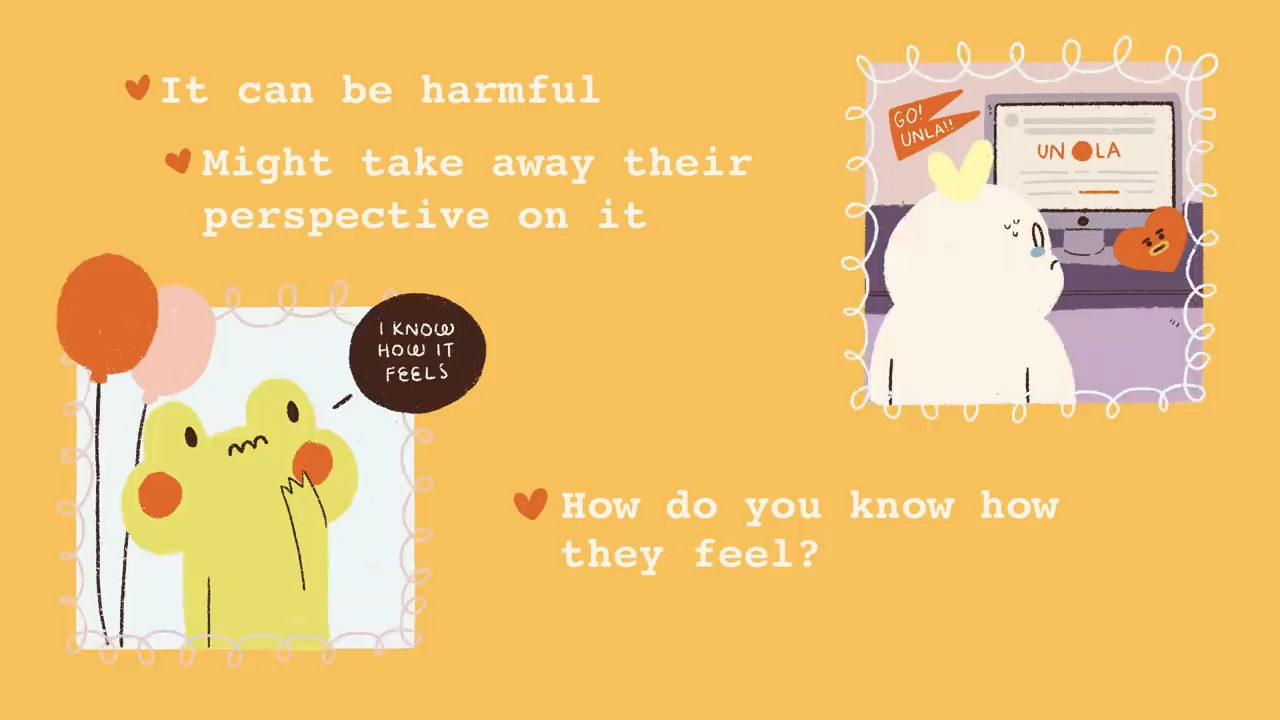 It can be harmful
Might take away their
perspective on it
GO!
UNLA!!
UN LA
I KNOW
HOW IT
FEELS
How do you know how
they feel?